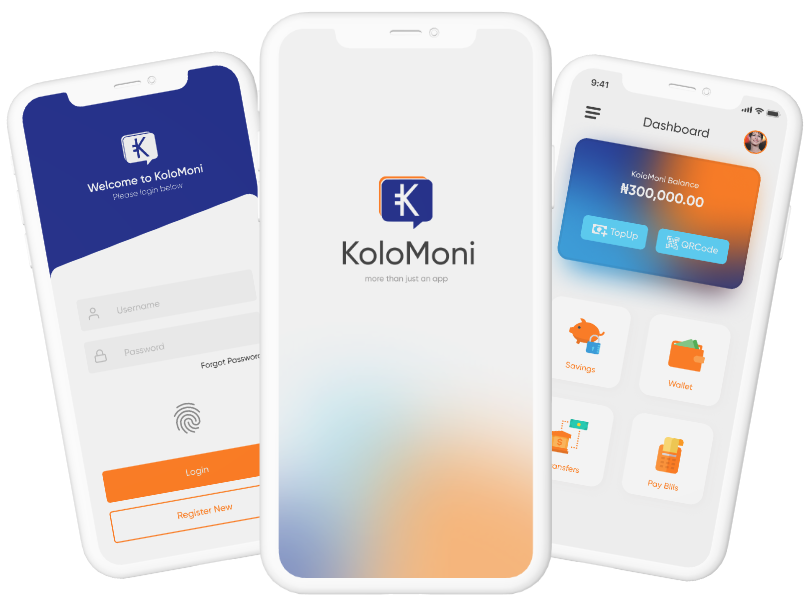 Welcome to KoloMoni
Please login below
Username
Password
Forgot Password
Login
Register New
K
KoloMoni
more than just an app
9:41
Dashboard
KoloMoni Balance
₦300,000.00
TopUp
QRCode
Savings
Wallet
ansfers
Pay Bills